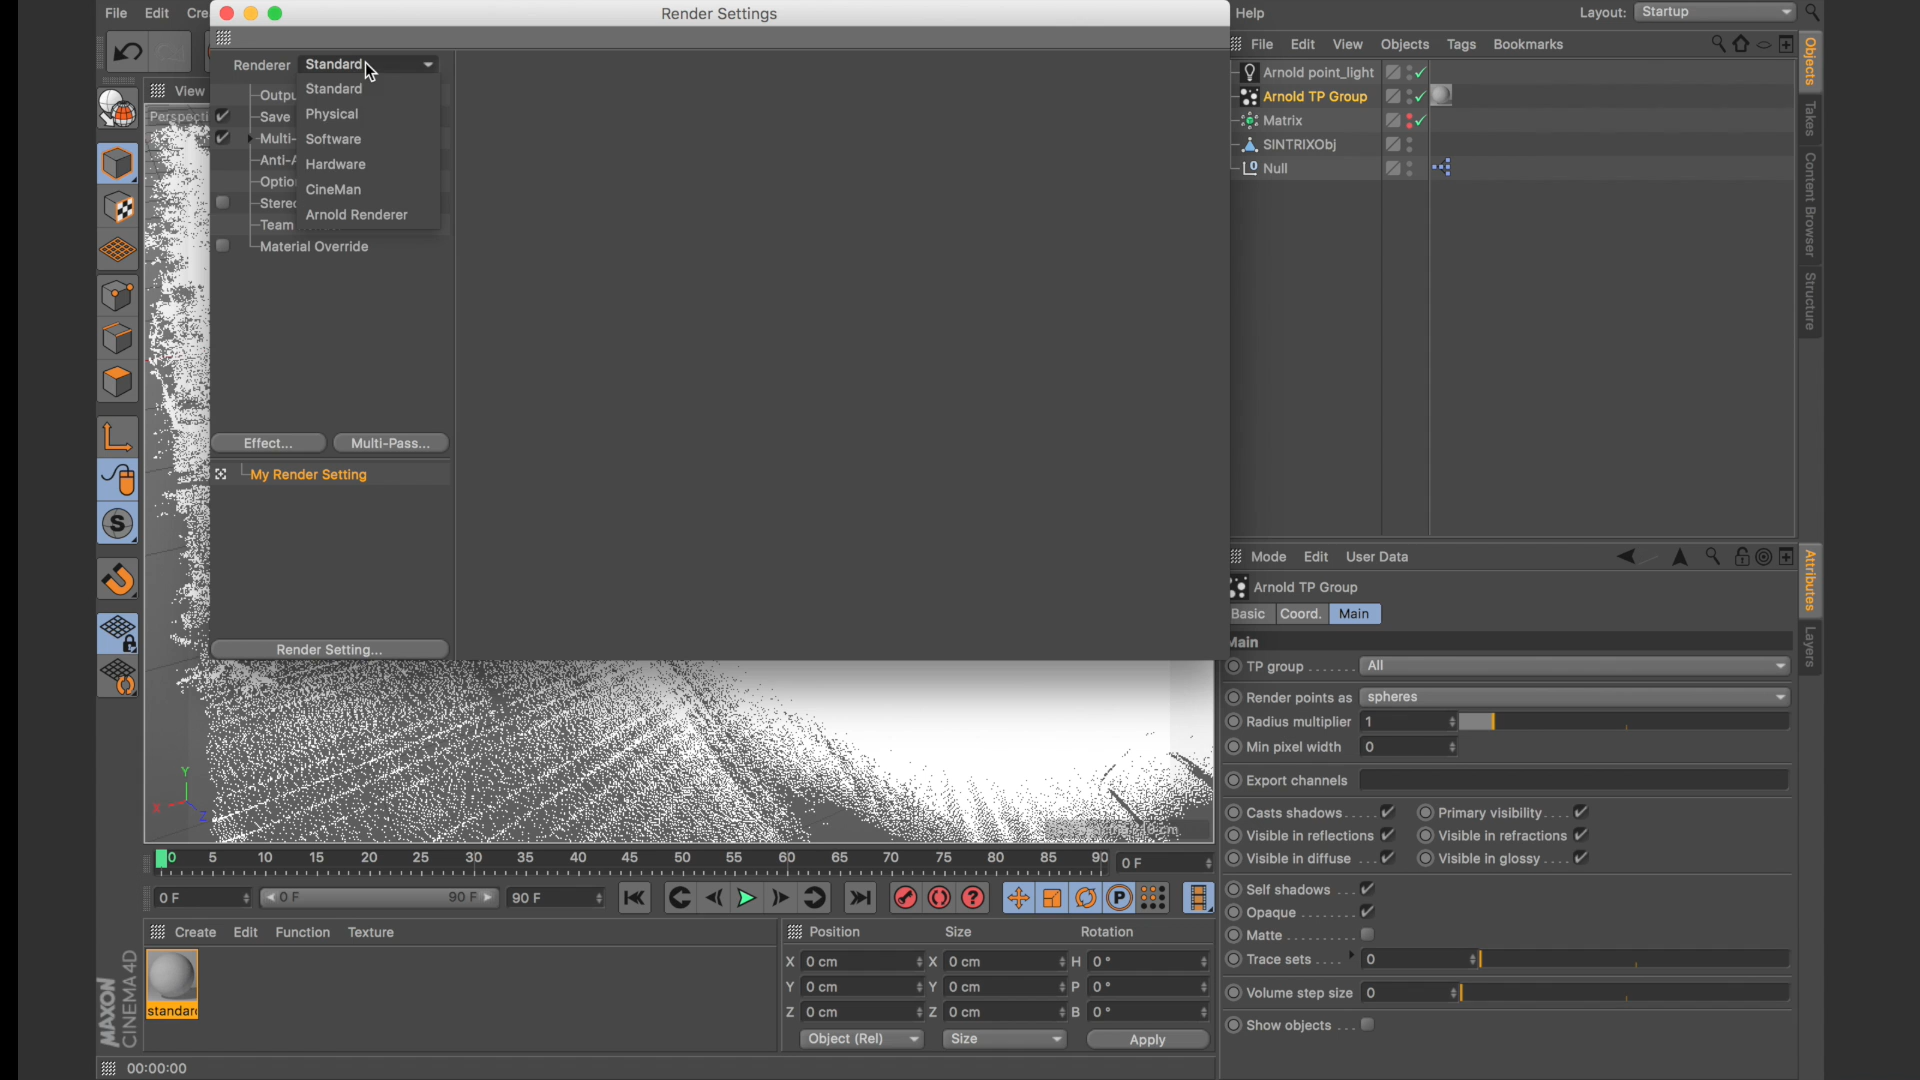 File Edit Cre
Render Settings
Help
Layout: Startup
Renderer Standard
Standard
Physical
Software
Hardware
CineMan
Arnold Renderer
Outpu
Save
Multi-
Anti-A
Optio
Stereo
Team
Material Override
Effect... Multi-Pass...
My Render Setting
Render Setting...
View
Perspecti
File Edit View Objects Tags Bookmarks
Arnold point_light
Arnold TP Group
Matrix
SINTRIXObj
Null
Objects
Takes
Content Browser
Structure
Mode Edit User Data
Arnold TP Group
Basic Coord. Main
Main
TP group All
Render points as spheres
Radius multiplier 1
Min pixel width 0
Export channels
Casts shadows Primary visibility
Visible in reflections Visible in refractions
Visible in diffuse Visible in glossy
Self shadows
Opaque
Matte
Trace sets 0
Volume step size 0
Show objects
Attributes
Layers
Y
X
Z
0 5 10 15 20 25 30 35 40 45 50 55 60 65 70 75 80 85 90 0 F
0 F 0 F 90 F 90 F
Create Edit Function Texture
standard
Position Size Rotation
X 0 cm X 0 cm H 0 °
Y 0 cm Y 0 cm P 0 °
Z 0 cm Z 0 cm B 0 °
Object (Rel) Size Apply
MAXON
CINEMA 4D
00:00:00